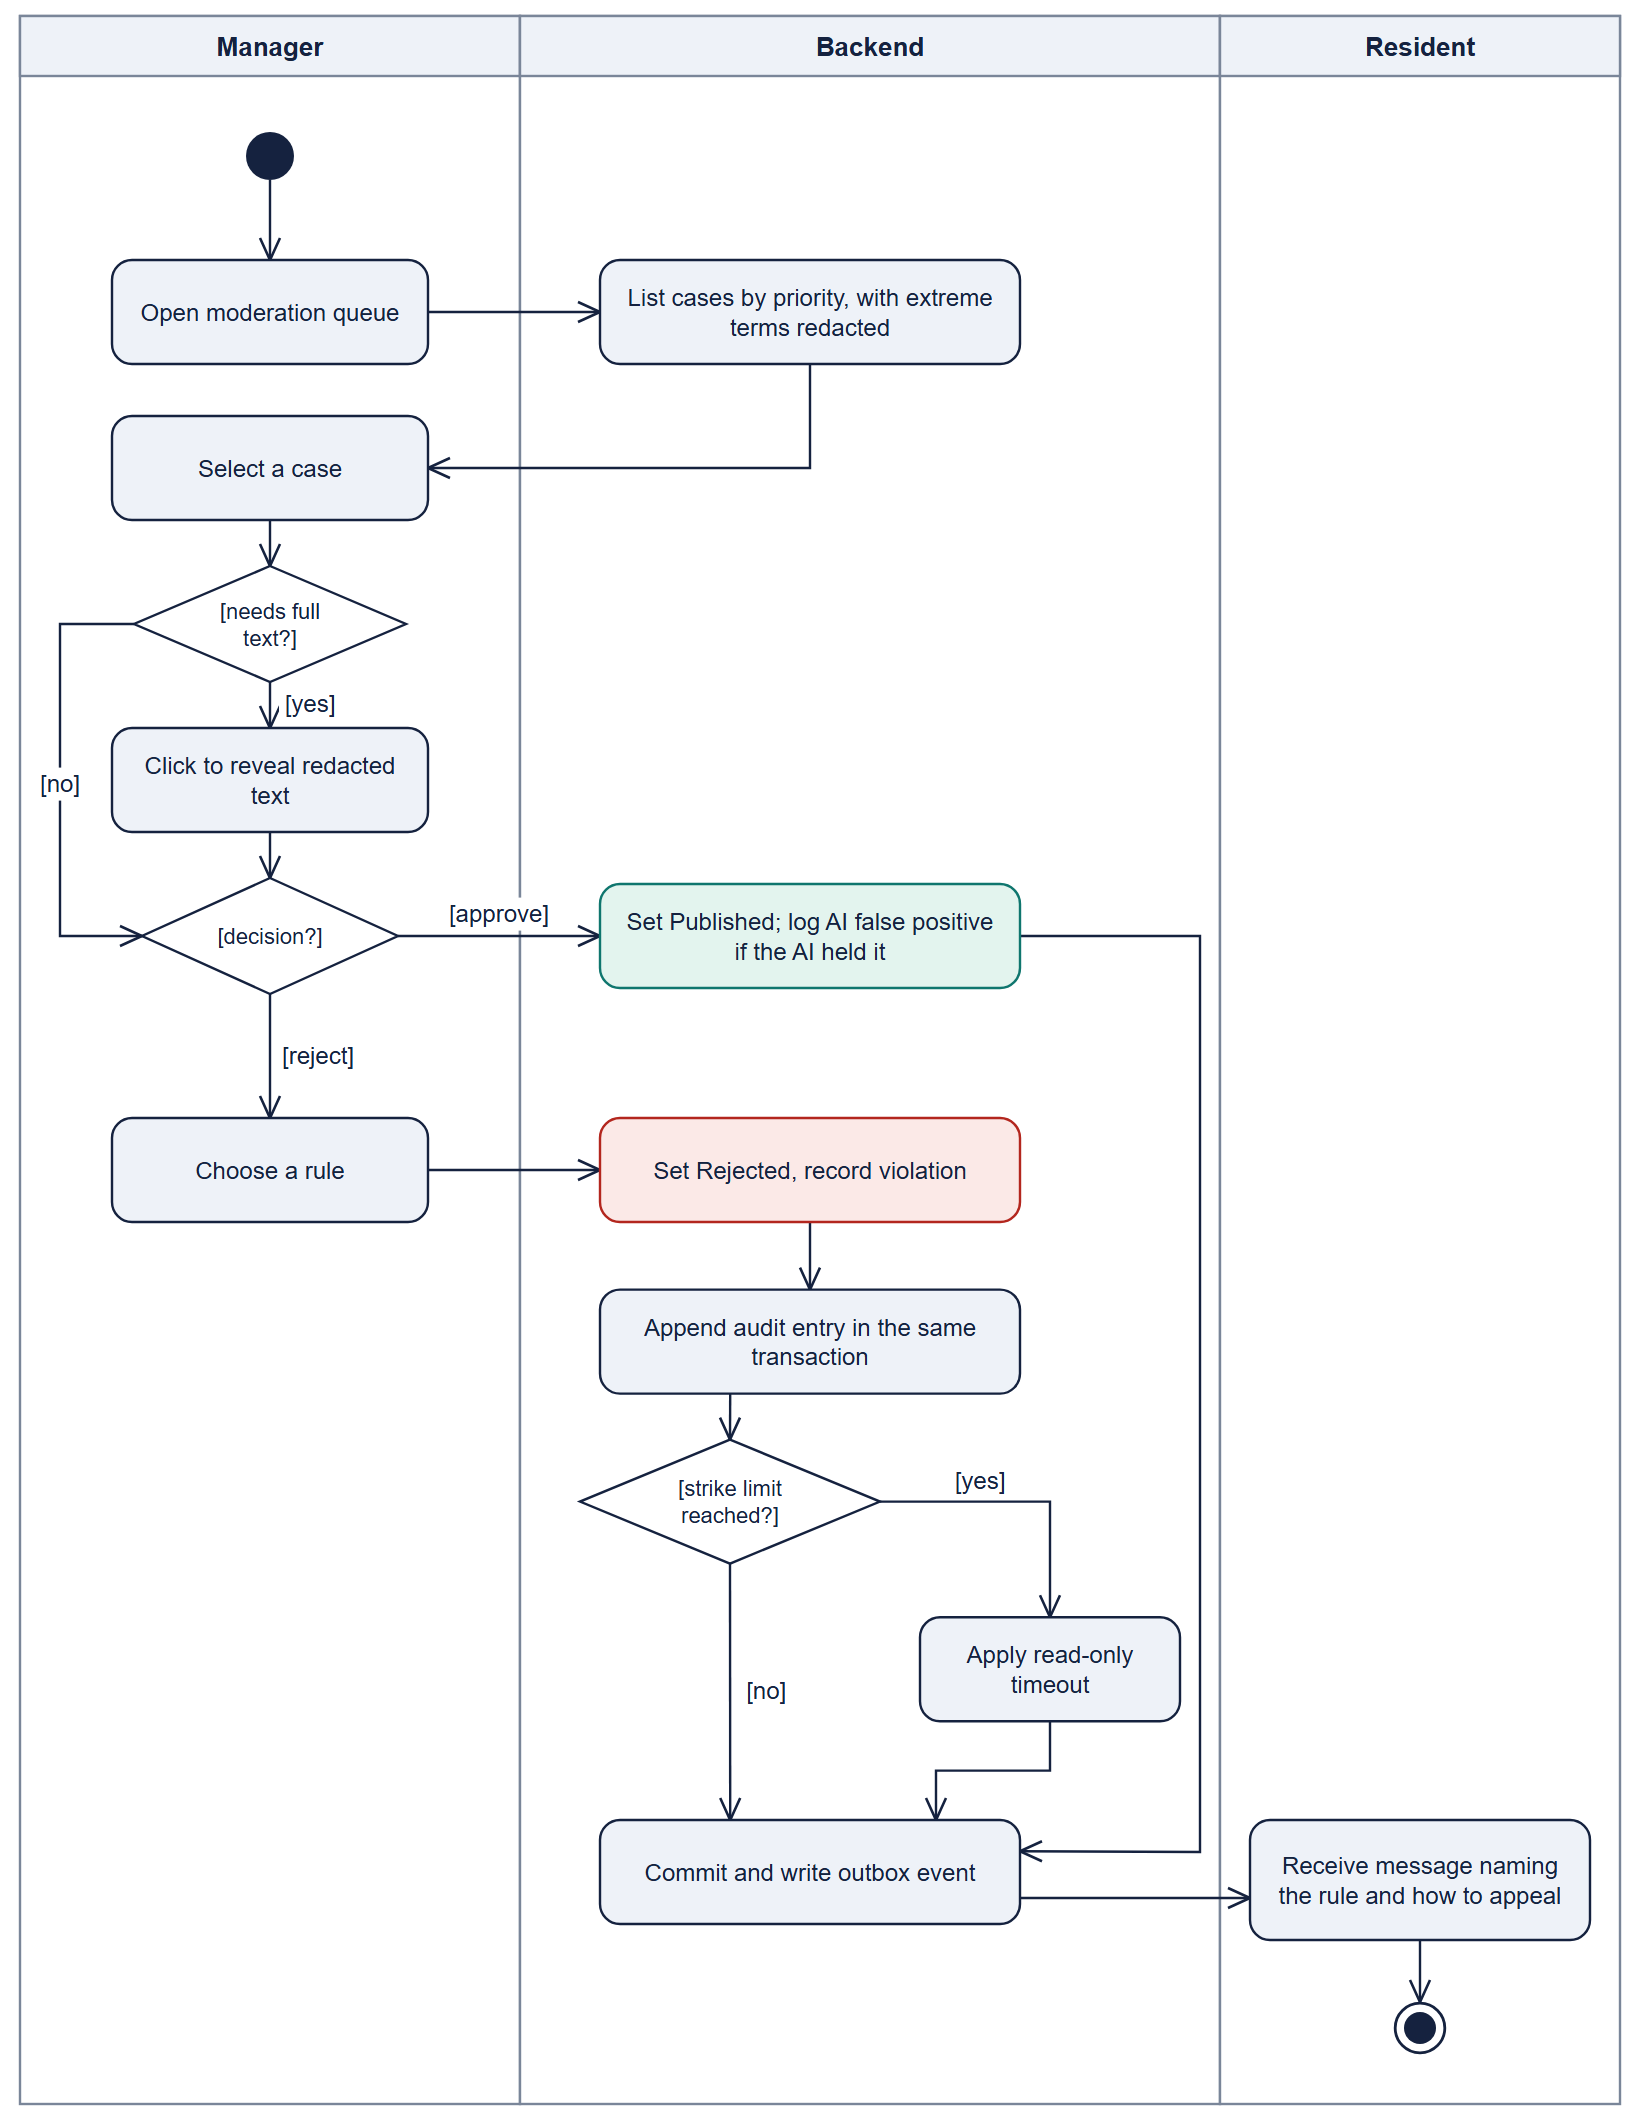 Manager
Backend
Resident
Open moderation queue
List cases by priority, with extreme
terms redacted
Select a case
[needs full
text?]
[yes]
Click to reveal redacted
text
[no]
[decision?]
[approve]
Set Published; log AI false positive
if the AI held it
[reject]
Choose a rule
Set Rejected, record violation
Append audit entry in the same
transaction
[strike limit
reached?]
[yes]
Apply read-only
timeout
[no]
Commit and write outbox event
Receive message naming
the rule and how to appeal